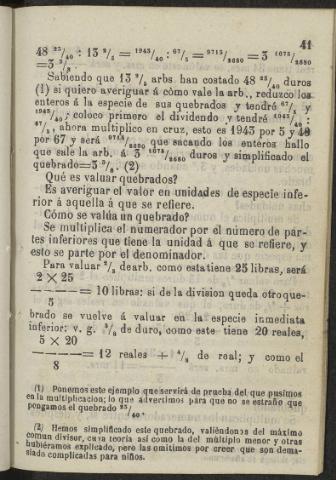 41
48 23/40 : 13 2/5 = 1943/40 : 67/5 = 9715/2680 = 3 1675/2680
=3 5/8.
Sabiendo que 13 2/5 arbs. han costado 48 23/40 duros
(1) si quiero averiguar á cómo vale la arb., reduzco los
enteros á la especie de sus quebrados y tendré 67/5 y
1943/40; coloco primero el dividendo y tendré 1943/40 :
67/5, ahora multiplico en cruz, esto es 1943 por 5 y 40
por 67 y será 9715/2680 que sacando los enteros hallo
que sale la arb. á 3 1675/2680 duros y simplificado el
quebrado=3 5/8. (2)
Qué es valuar quebrados?
Es averiguar el valor en unidades de especie infe-
rior á aquella á que se refiere.
Cómo se valúa un quebrado?
Se multiplica el numerador por el número de par-
tes inferiores que tiene la unidad á que se refiere, y
esto se parte por el denominador.
Para valuar 2/5 de arb. como esta tiene 25 libras, será
2 × 25
——— = 10 libras: si de la division queda otro que-
5
brado se vuelve á valuar en la especie inmediata
inferior: v. g. 5/8 de duro, como este tiene 20 reales,
5 × 20
———= 12 reales + 4/8 de real; y como el
8
(1) Ponemos este ejemplo que servirá de prueba del que pusimos
en la multiplicacion; lo que advertimos para que no se estraño que
pongamos el quebrado 23/40.
(2) Hemos simplificado este quebrado, valiéndonos del máximo
comun divisor, cuya teoría así como la del múltiplo menor y otras
hubiéramos explicado, pero las omitimos por creer que son dema-
siado complicadas para niños.